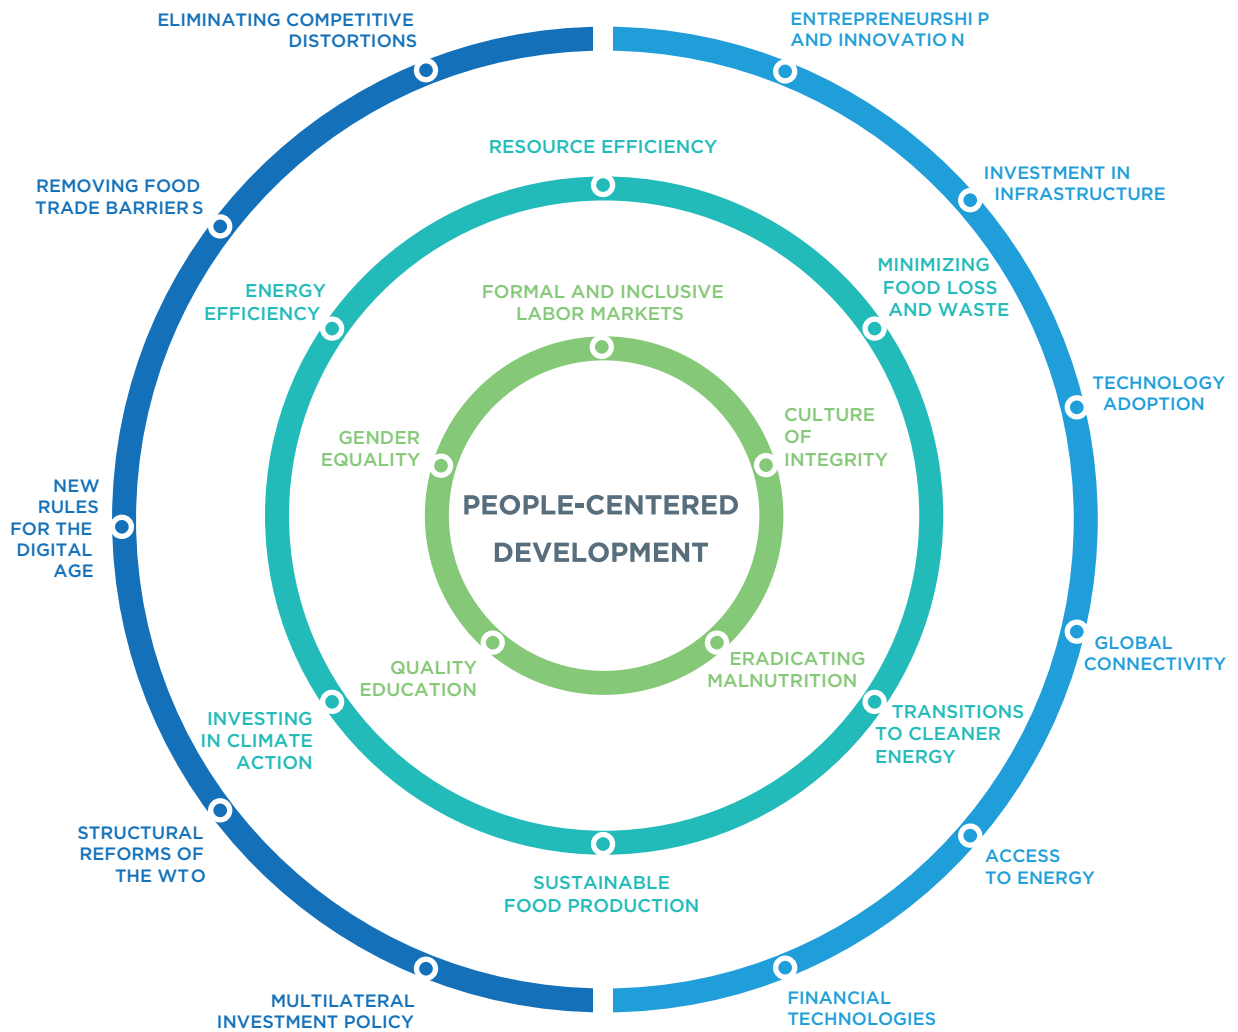 ELIMINATING COMPETITIVE
DISTORTIONS
ENTREPRENEURSHI P
AND INNOVATIO N
RESOURCE EFFICIENCY
REMOVING FOOD
TRADE BARRIER S
INVESTMENT IN
INFRASTRUCTURE
ENERGY
EFFICIENCY
FORMAL AND INCLUSIVE
LABOR MARKETS
MINIMIZING
FOOD LOSS
AND WASTE
TECHNOLOGY
ADOPTION
GENDER
EQUALITY
CULTURE
OF
INTEGRITY
NEW
RULES
FOR THE
DIGITAL
AGE
PEOPLE-CENTERED
DEVELOPMENT
QUALITY
EDUCATION
ERADICATING
MALNUTRITION
GLOBAL
CONNECTIVITY
INVESTING
IN CLIMATE
ACTION
TRANSITIONS
TO CLEANER
ENERGY
STRUCTURAL
REFORMS OF
THE WT O
SUSTAINABLE
FOOD PRODUCTION
ACCESS
TO ENERGY
MULTILATERAL
INVESTMENT POLICY
FINANCIAL
TECHNOLOGIES